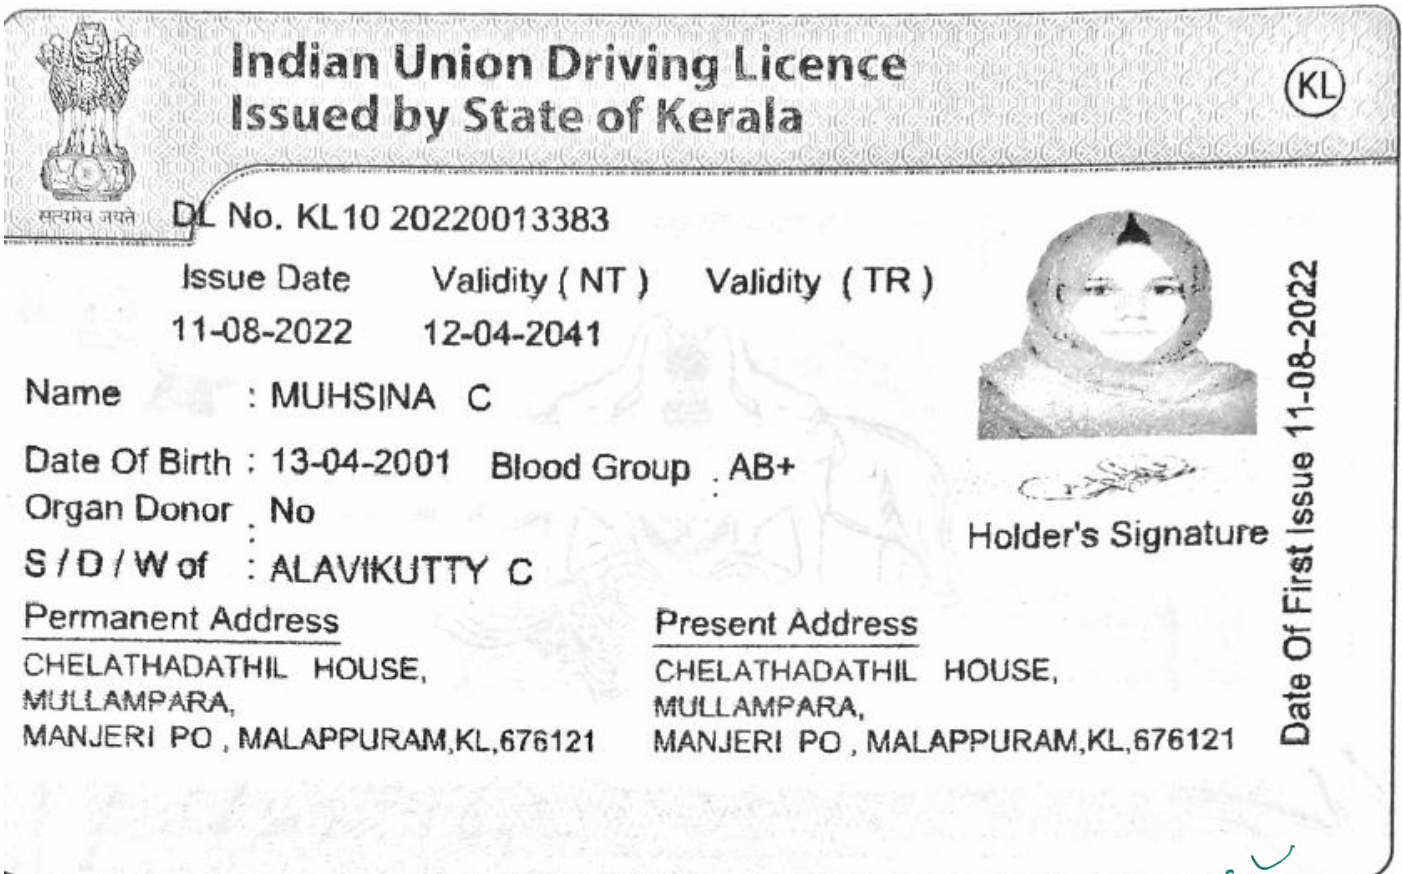 Indian Union Driving Licence
Issued by State of Kerala
KL
सत्यमेव जयते
DL No. KL10 20220013383
Issue Date Validity ( NT ) Validity ( TR )
11-08-2022 12-04-2041
Name : MUHSINA C
Date Of Birth : 13-04-2001 Blood Group : AB+
Organ Donor : No
S / D / W of : ALAVIKUTTY C
Holder's Signature
Date Of First Issue 11-08-2022
Permanent Address
CHELATHADATHIL HOUSE,
MULLAMPARA,
MANJERI PO , MALAPPURAM,KL,676121
Present Address
CHELATHADATHIL HOUSE,
MULLAMPARA,
MANJERI PO , MALAPPURAM,KL,676121